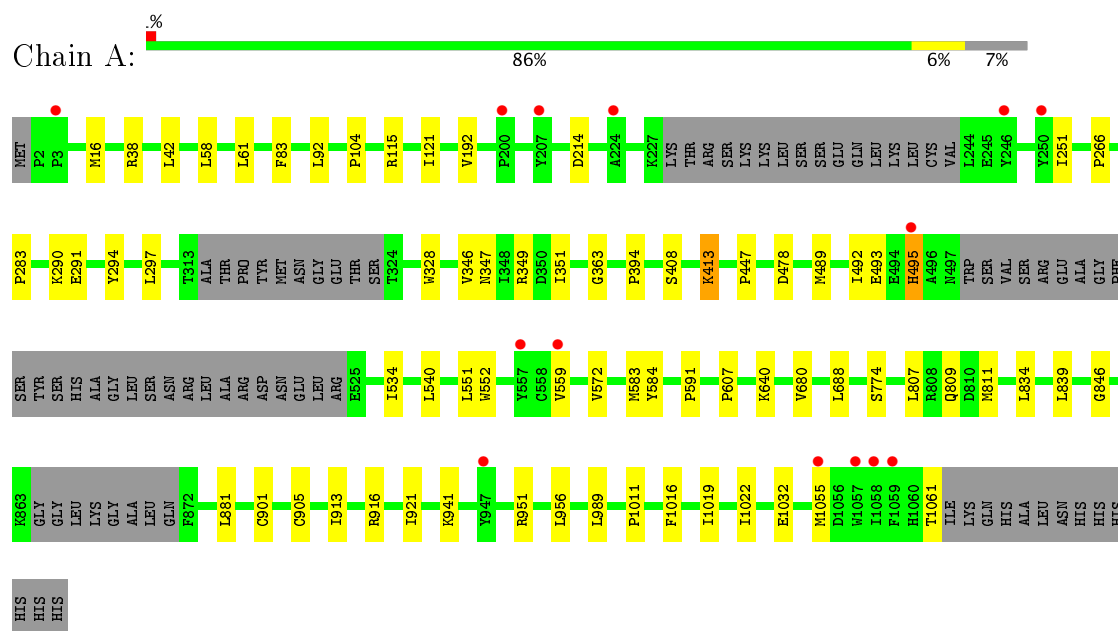 .%
Chain A:
86% 6% 7%
MET P2 P3 M16 R38 L42 L58 L61 F83 L92 P104 R115 I121 V192 P200 Y207 D214 A224 K227 LYS THR ARG SER LYS LYS LEU SER SER GLU GLN LEU LYS LEU CYS VAL L244 E245 Y246 Y250 I251 P266
P283 K290 E291 Y294 L297 T313 ALA THR PRO TYR MET ASN GLY GLU THR SER T324 W328 V346 N347 I348 R349 D350 I351 G363 P394 S408 K413 P447 D478 M489 I492 E493 E494 H495 A496 N497 TRP SER VAL SER ARG GLU ALA GLY PHE
SER TYR SER HIS ALA GLY LEU SER ASN ARG LEU ALA ARG ASP ASN GLU LEU ARG E525 I534 L540 L551 W552 Y557 C558 V559 V572 M583 Y584 P591 P607 K640 V680 L688 S774 L807 R808 Q809 D810 M811 L834 L839 G846
K863 GLY GLY LEU LYS GLY ALA LEU GLN F872 L881 C901 C905 I913 R916 I921 K941 Y947 R951 L956 L989 P1011 F1016 I1019 I1022 E1032 M1055 D1056 W1057 I1058 F1059 H1060 T1061 ILE LYS GLN HIS ALA LEU ASN HIS HIS HIS
HIS HIS HIS